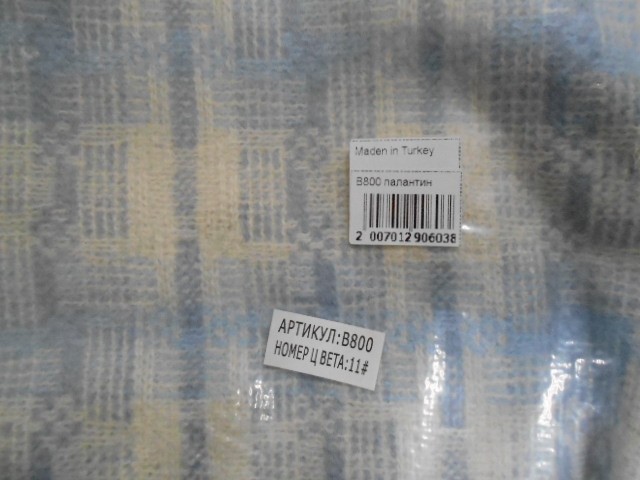 Maden in Turkey
B800 палантин
2 007012 906038
АРТИКУЛ:B800
НОМЕР Ц ВЕТА:11#